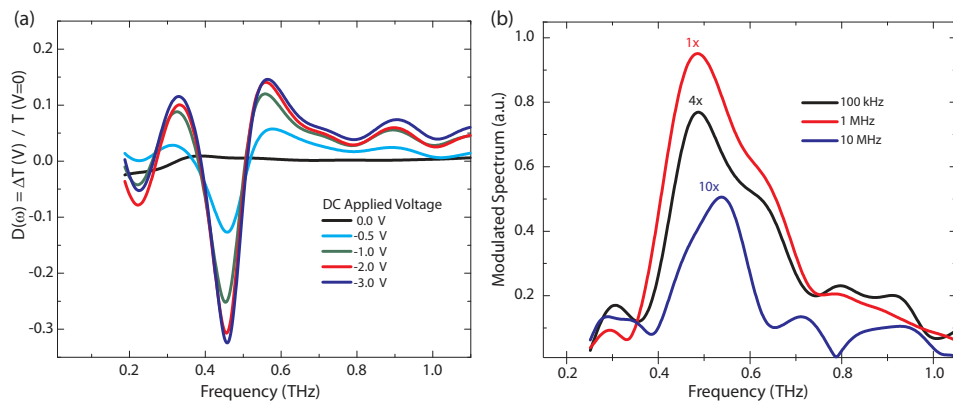 (a)
D(ω) = ΔT (V) / T (V=0)
0.2
0.1
0.0
-0.1
-0.2
-0.3
DC Applied Voltage
0.0 V
-0.5 V
-1.0 V
-2.0 V
-3.0 V
0.2 0.4 0.6 0.8 1.0
Frequency (THz)
(b)
Modulated Spectrum (a.u.)
1.0
0.8
0.6
0.4
0.2
1x
4x
10x
100 kHz
1 MHz
10 MHz
0.2 0.4 0.6 0.8 1.0
Frequency (THz)